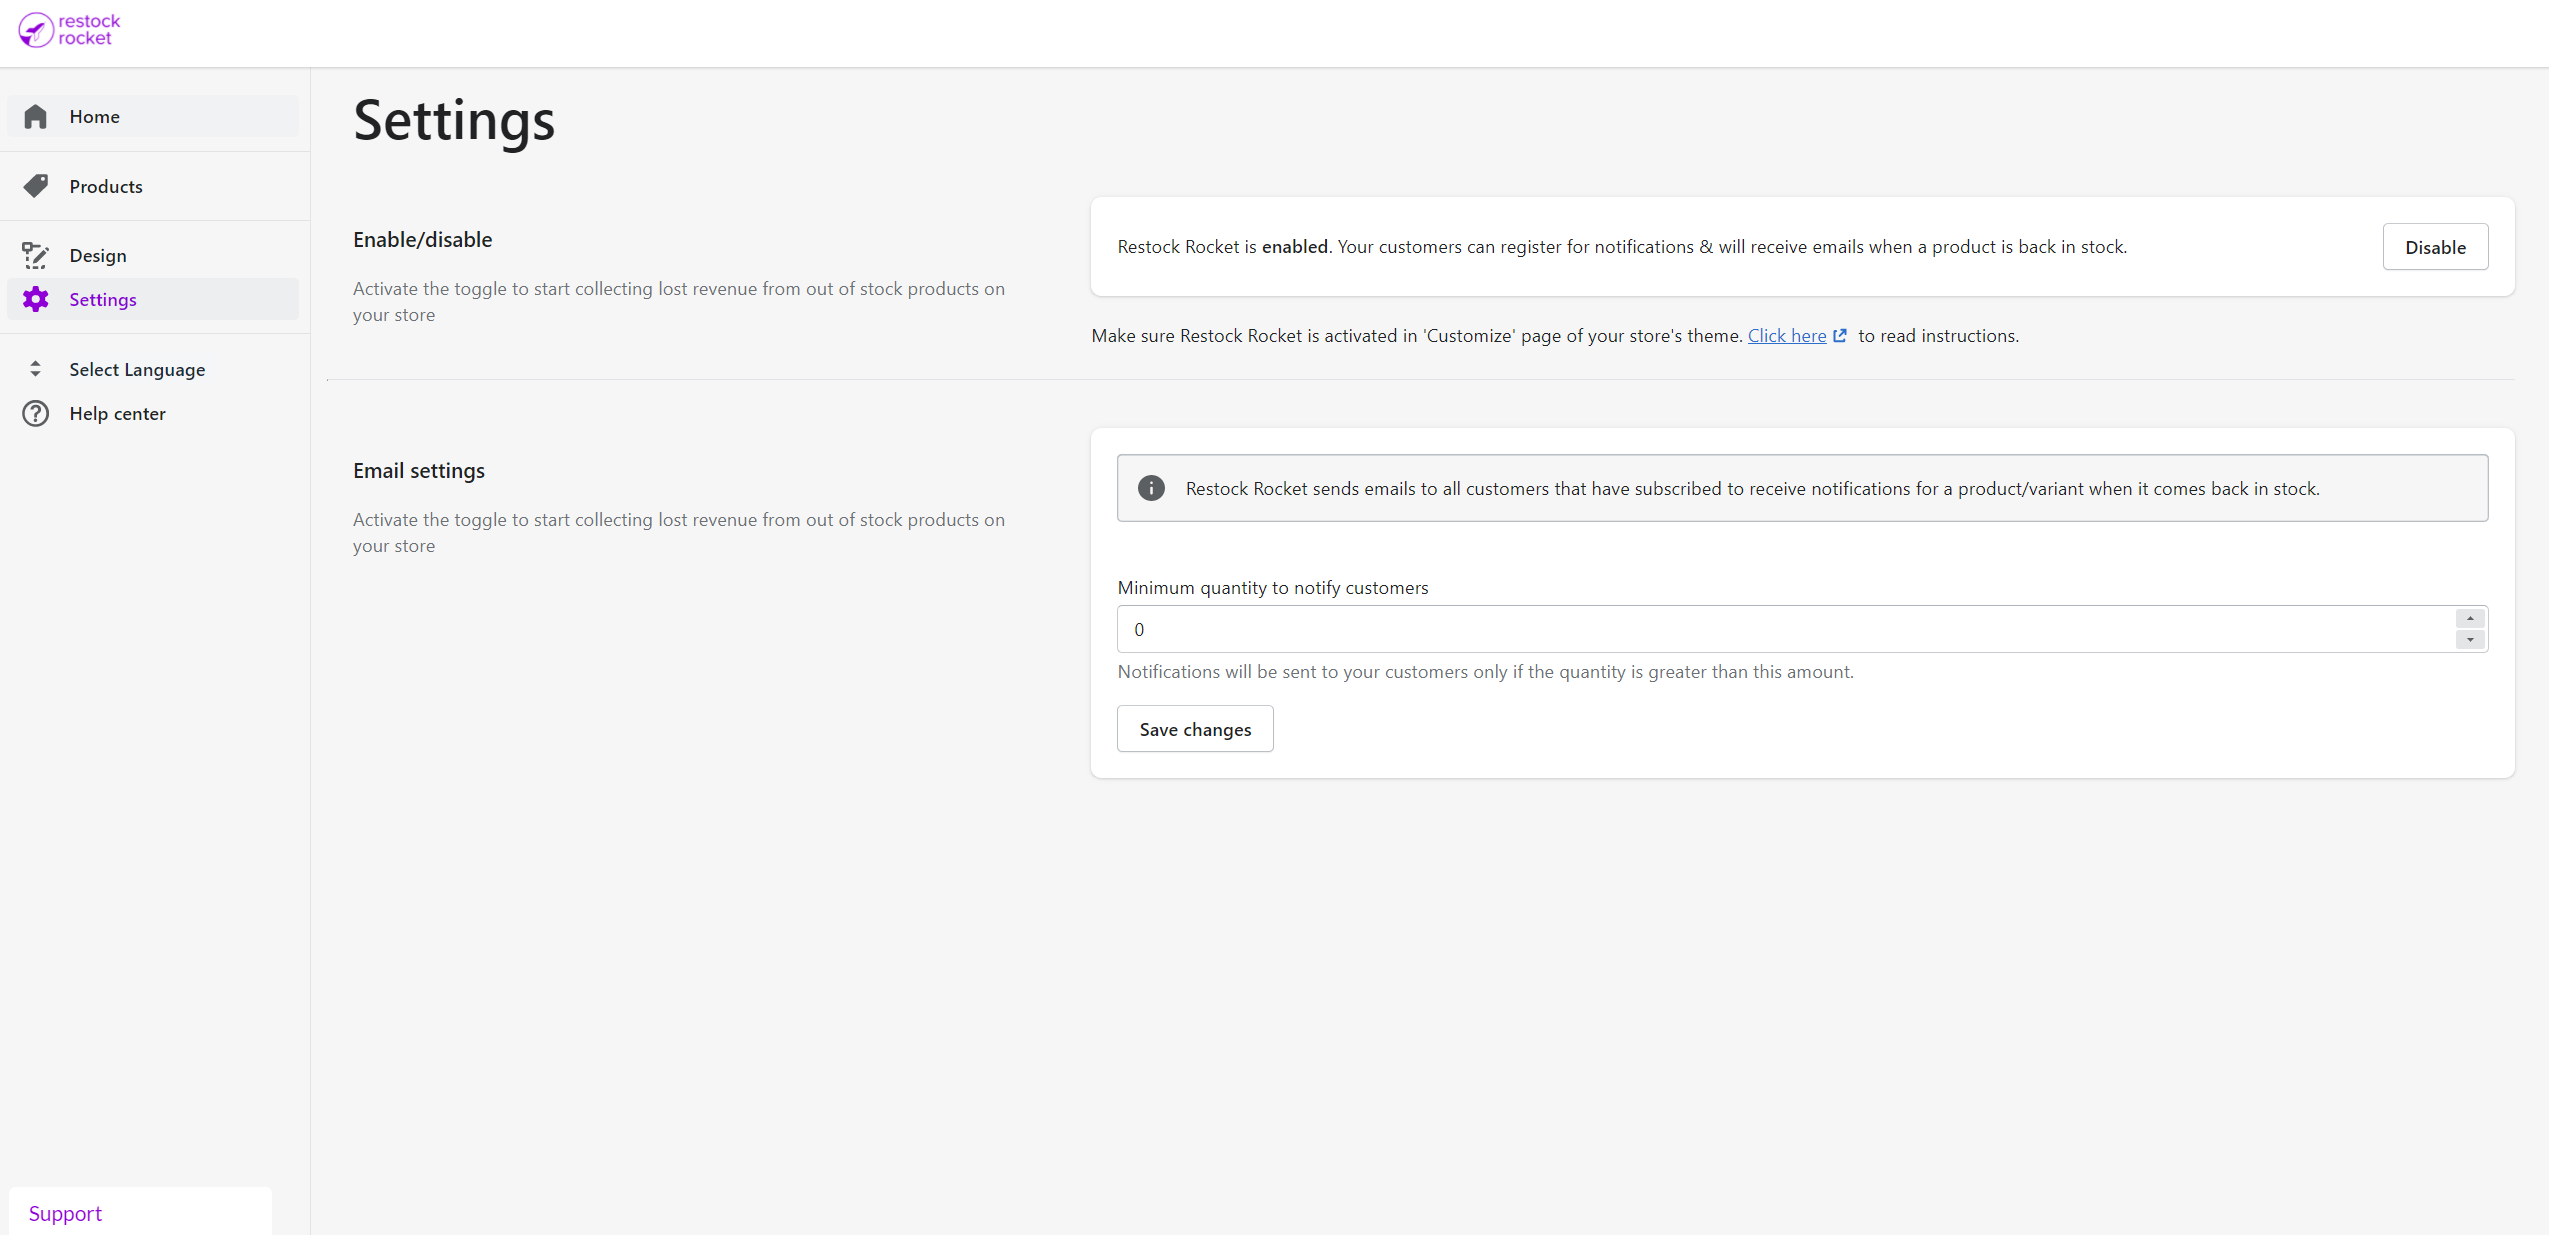 restock
rocket
Home
Products
Design
Settings
Select Language
Help center
Support
Settings
Enable/disable
Activate the toggle to start collecting lost revenue from out of stock products on
your store
Restock Rocket is enabled. Your customers can register for notifications & will receive emails when a product is back in stock.
Disable
Make sure Restock Rocket is activated in 'Customize' page of your store's theme. Click here to read instructions.
Email settings
Activate the toggle to start collecting lost revenue from out of stock products on
your store
Restock Rocket sends emails to all customers that have subscribed to receive notifications for a product/variant when it comes back in stock.
Minimum quantity to notify customers
0
Notifications will be sent to your customers only if the quantity is greater than this amount.
Save changes